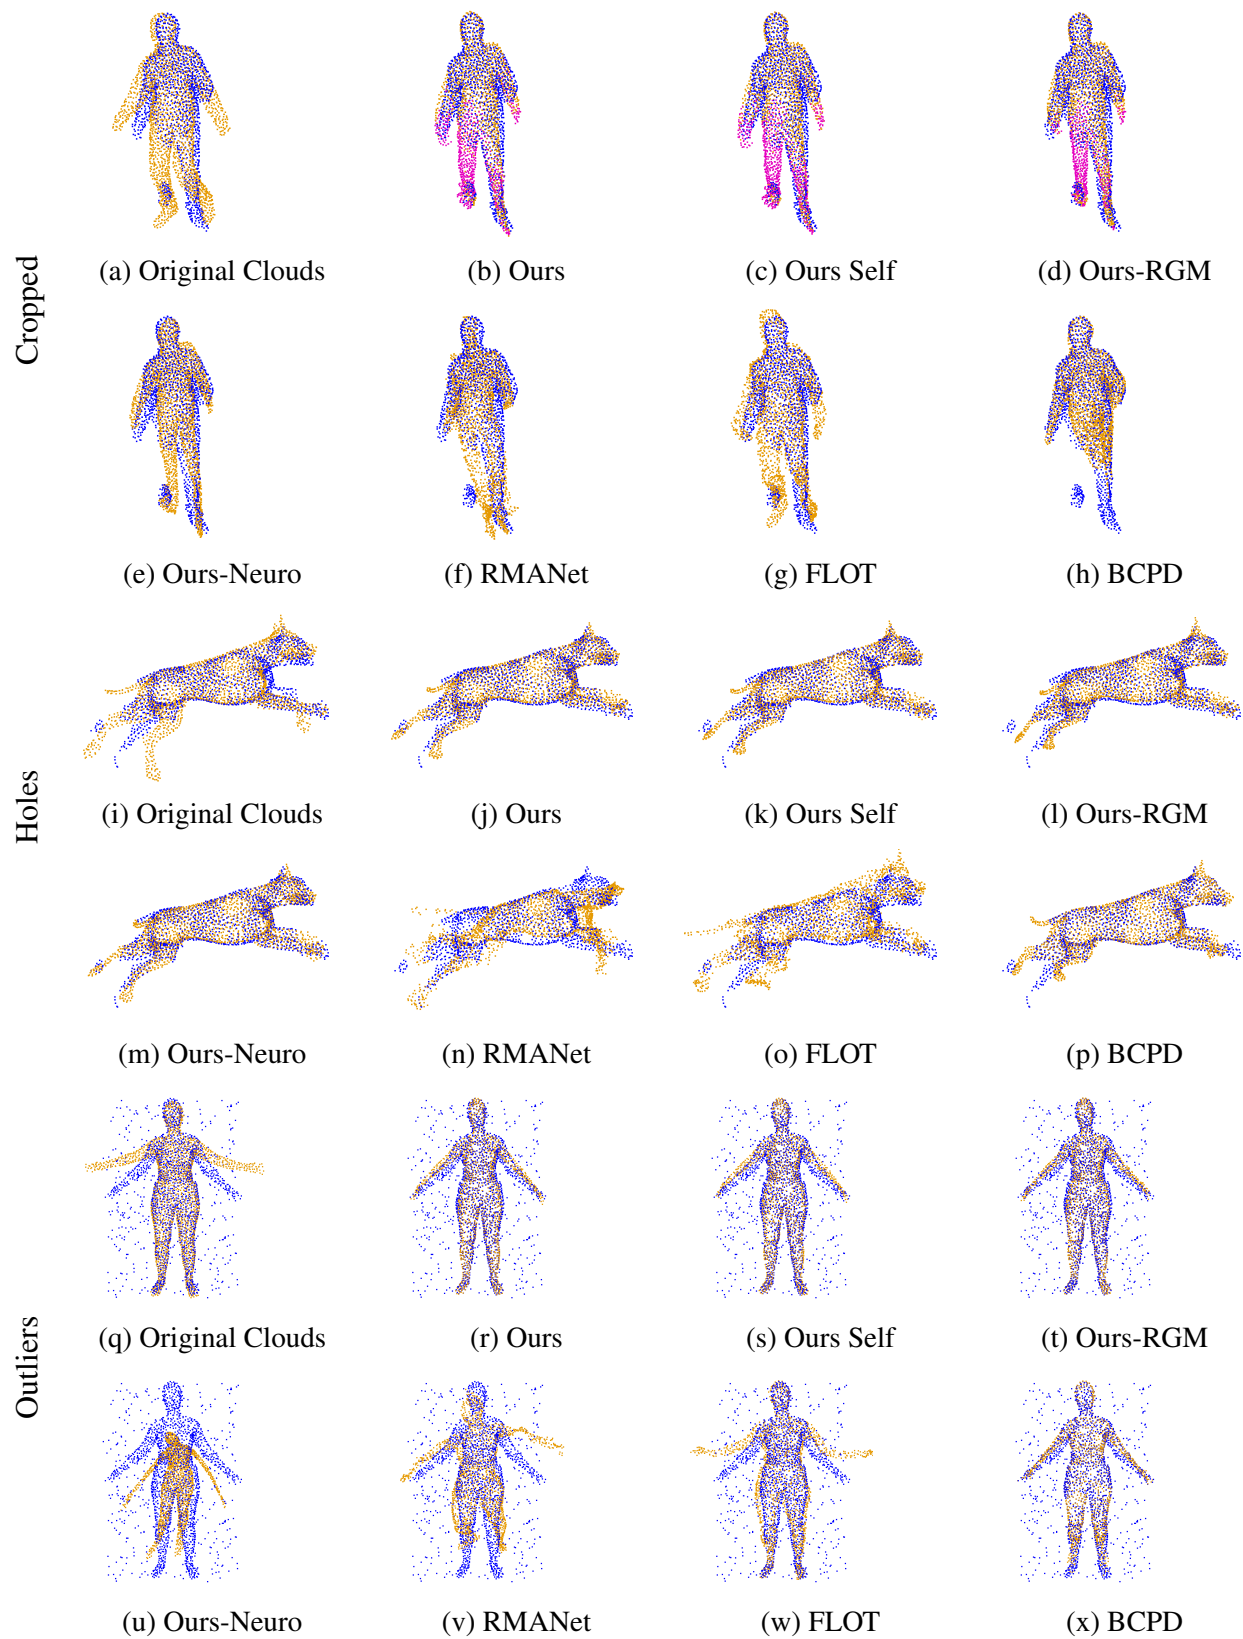 Cropped
(a) Original Clouds
(b) Ours
(c) Ours Self
(d) Ours-RGM
(e) Ours-Neuro
(f) RMANet
(g) FLOT
(h) BCPD
Holes
(i) Original Clouds
(j) Ours
(k) Ours Self
(l) Ours-RGM
(m) Ours-Neuro
(n) RMANet
(o) FLOT
(p) BCPD
Outliers
(q) Original Clouds
(r) Ours
(s) Ours Self
(t) Ours-RGM
(u) Ours-Neuro
(v) RMANet
(w) FLOT
(x) BCPD